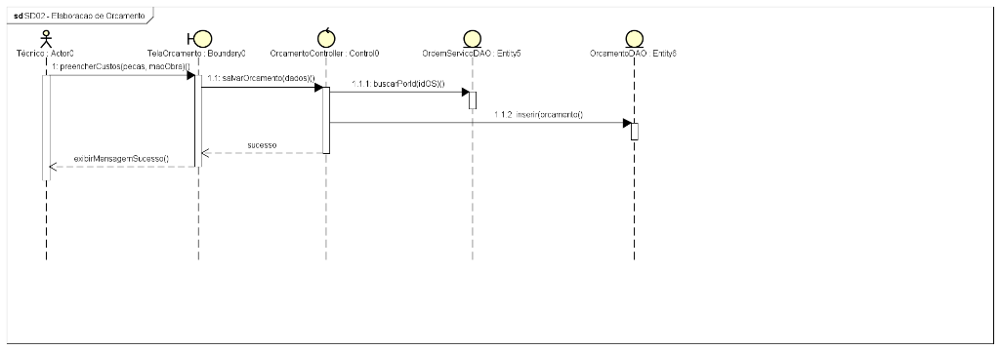 sd SD02 - Elaboracao de Orcamento
Técnico : Actor0
TelaOrcamento : Boundary0
OrcamentoController : Control0
OrdemServicoDAO : Entity5
OrcamentoDAO : Entity6
1: preencherCustos(pecas, maoObra)()
1.1: salvarOrcamento(dados)()
1.1.1: buscarPorId(idOS)()
1.1.2: inserir(orcamento()
sucesso
exibirMensagemSucesso()